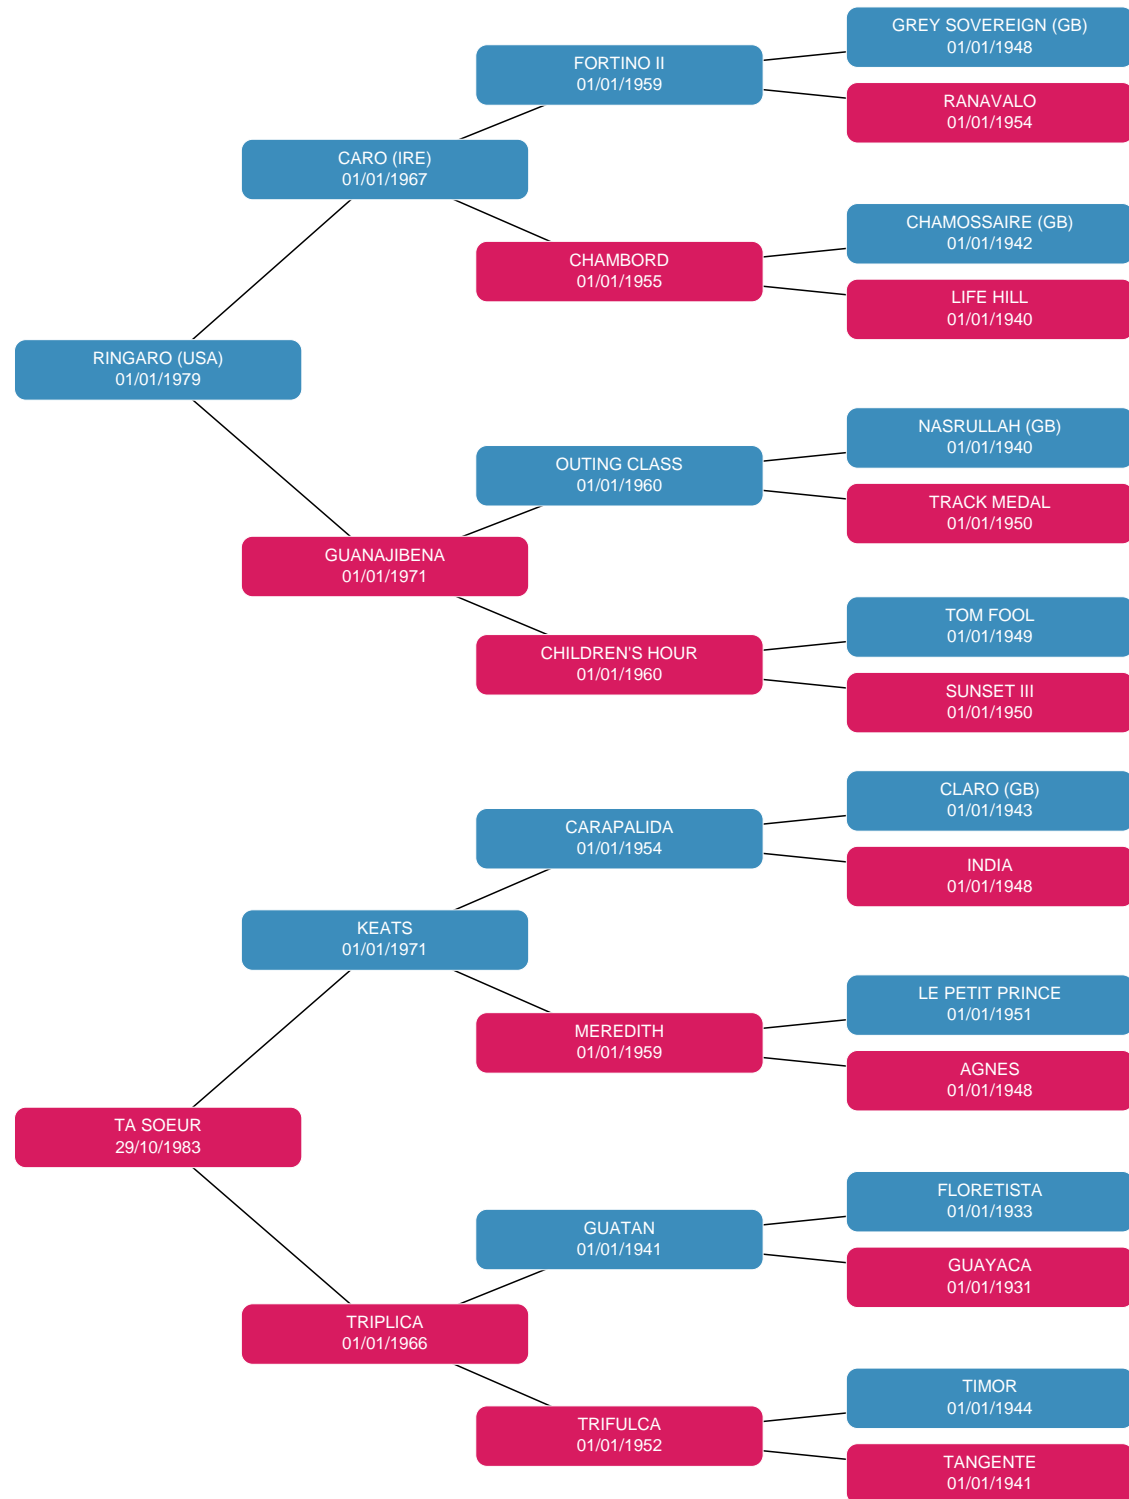 GREY SOVEREIGN (GB)
01/01/1948
FORTINO II
01/01/1959
RANAVALO
01/01/1954
CARO (IRE)
01/01/1967
CHAMOSSAIRE (GB)
01/01/1942
CHAMBORD
01/01/1955
LIFE HILL
01/01/1940
RINGARO (USA)
01/01/1979
NASRULLAH (GB)
01/01/1940
OUTING CLASS
01/01/1960
TRACK MEDAL
01/01/1950
GUANAJIBENA
01/01/1971
TOM FOOL
01/01/1949
CHILDREN'S HOUR
01/01/1960
SUNSET III
01/01/1950
CLARO (GB)
01/01/1943
CARAPALIDA
01/01/1954
INDIA
01/01/1948
KEATS
01/01/1971
LE PETIT PRINCE
01/01/1951
MEREDITH
01/01/1959
AGNES
01/01/1948
TA SOEUR
29/10/1983
FLORETISTA
01/01/1933
GUATAN
01/01/1941
GUAYACA
01/01/1931
TRIPLICA
01/01/1966
TIMOR
01/01/1944
TRIFULCA
01/01/1952
TANGENTE
01/01/1941